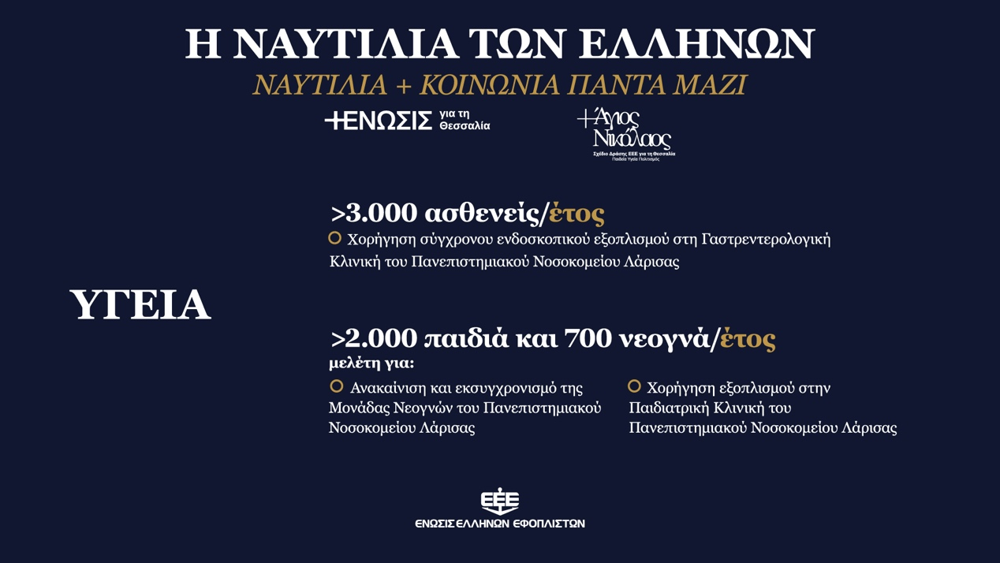 Η ΝΑΥΤΙΛΙΑ ΤΩΝ ΕΛΛΗΝΩΝ
ΝΑΥΤΙΛΙΑ + ΚΟΙΝΩΝΙΑ ΠΑΝΤΑ ΜΑΖΙ
+ΕΝΩΣΙΣ για τη
Θεσσαλία
+Άγιος
Νικόλαος
Σχέδιο Δράσης ΕΕΕ για τη Θεσσαλία
Παιδεία Υγεία Πολιτισμός
ΥΓΕΙΑ
>3.000 ασθενείς/έτος
Χορήγηση σύγχρονου ενδοσκοπικού εξοπλισμού στη Γαστρεντερολογική
Κλινική του Πανεπιστημιακού Νοσοκομείου Λάρισας
>2.000 παιδιά και 700 νεογνά/έτος
μελέτη για:
Ανακαίνιση και εκσυγχρονισμό της
Μονάδας Νεογνών του Πανεπιστημιακού
Νοσοκομείου Λάρισας
Χορήγηση εξοπλισμού στην
Παιδιατρική Κλινική του
Πανεπιστημιακού Νοσοκομείου Λάρισας
ΕΕΕ
ΕΝΩΣΙΣ ΕΛΛΗΝΩΝ ΕΦΟΠΛΙΣΤΩΝ